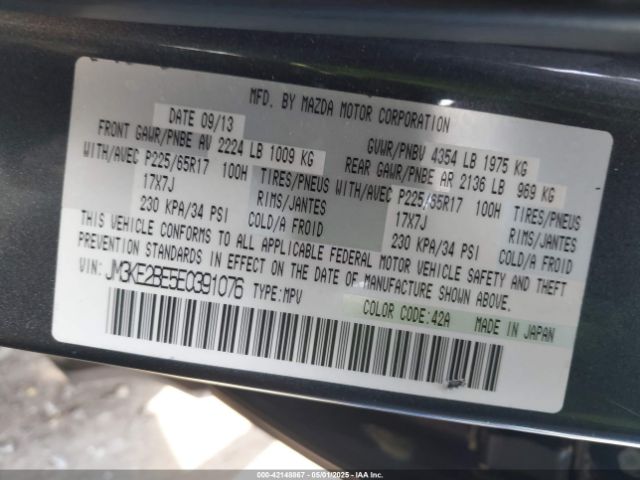 MFD. BY MAZDA MOTOR CORPORATION
DATE 09/13
FRONT GAWR/PNBE AV 2224 LB 1009 KG
WITH/AVEC P225/65R17 100H TIRES/PNEUS
17X7J RIMS/JANTES
230 KPA/34 PSI COLD/A FROID
GVWR/PNBV 4354 LB 1975 KG
REAR GAWR/PNBE AR 2136 LB 969 KG
WITH/AVEC P225/65R17 100H TIRES/PNEUS
17X7J RIMS/JANTES
230 KPA/34 PSI COLD/A FROID
THIS VEHICLE CONFORMS TO ALL APPLICABLE FEDERAL MOTOR VEHICLE SAFETY AND THEFT
PREVENTION STANDARDS IN EFFECT ON THE DATE OF MANUFACTURE SHOWN ABOVE.
VIN: JM3KE2BE5E0391076 TYPE:MPV
COLOR CODE:42A MADE IN JAPAN
000-42148867 - 05/01/2025 - IAAI.COM